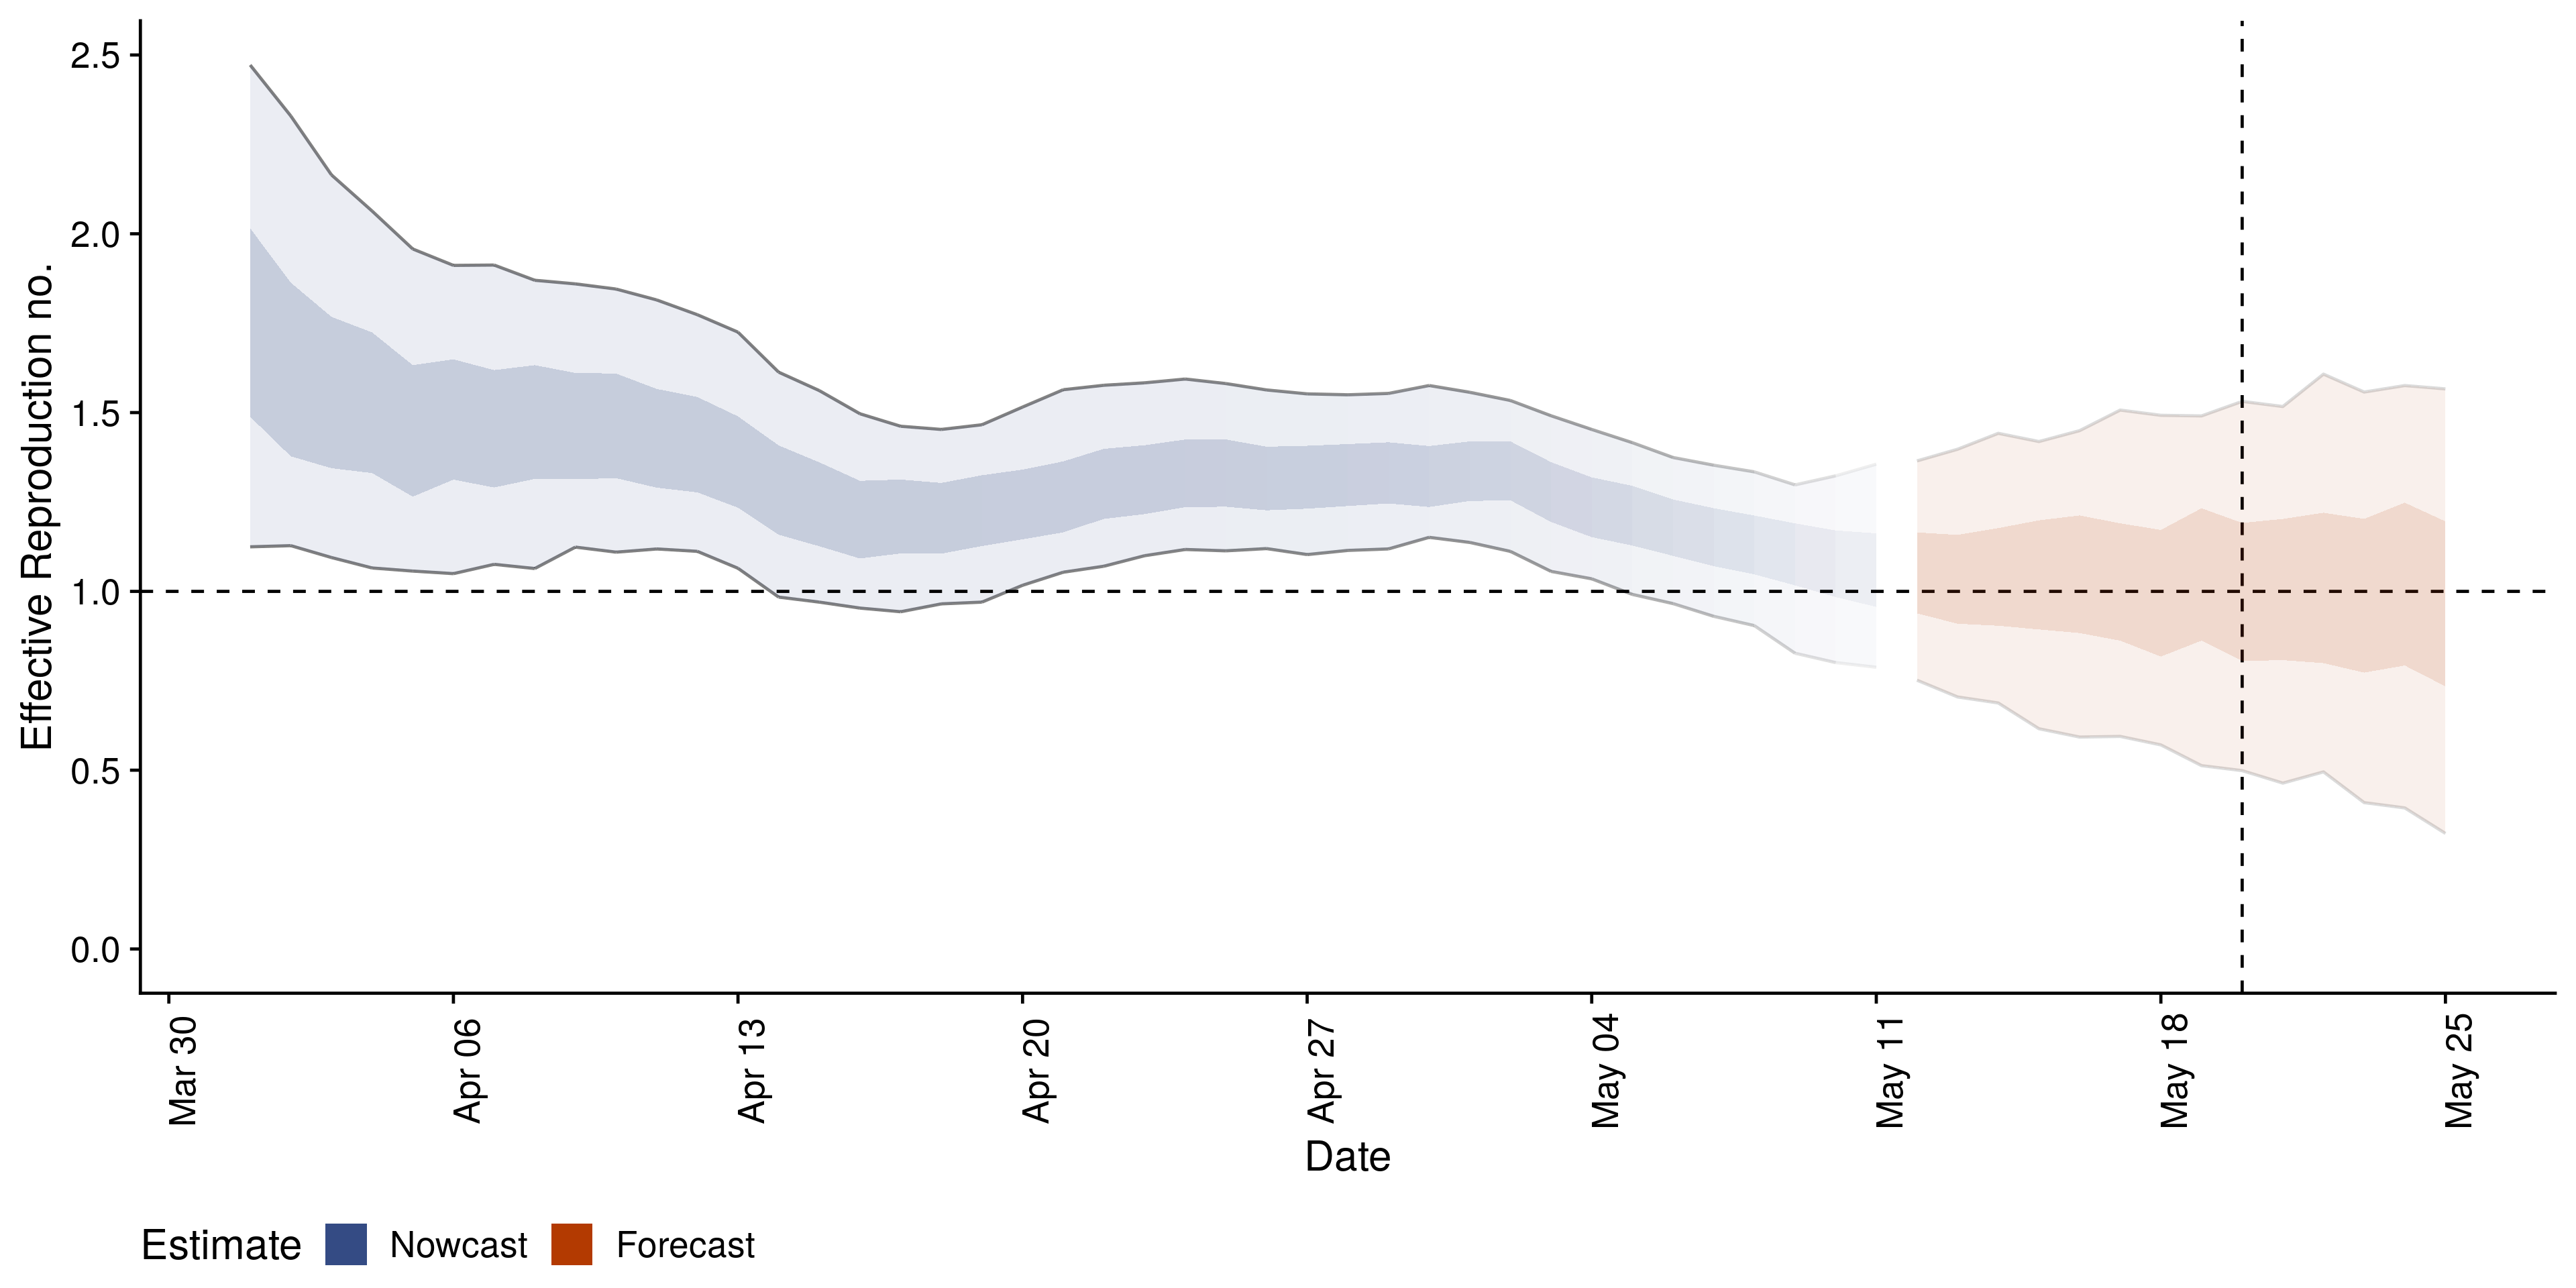 Effective Reproduction no.
2.5
2.0
1.5
1.0
0.5
0.0
Mar 30
Apr 06
Apr 13
Apr 20
Apr 27
May 04
May 11
May 18
May 25
Date
Estimate Nowcast Forecast